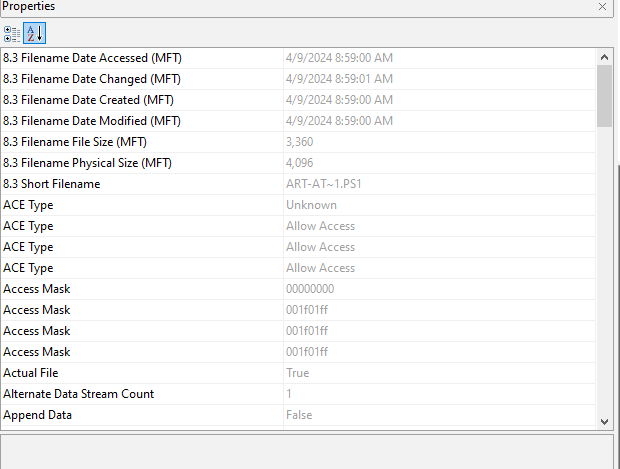 Properties
8.3 Filename Date Accessed (MFT) 4/9/2024 8:59:00 AM
8.3 Filename Date Changed (MFT) 4/9/2024 8:59:01 AM
8.3 Filename Date Created (MFT) 4/9/2024 8:59:00 AM
8.3 Filename Date Modified (MFT) 4/9/2024 8:59:00 AM
8.3 Filename File Size (MFT) 3,360
8.3 Filename Physical Size (MFT) 4,096
8.3 Short Filename ART-AT~1.PS1
ACE Type Unknown
ACE Type Allow Access
ACE Type Allow Access
ACE Type Allow Access
Access Mask 00000000
Access Mask 001f01ff
Access Mask 001f01ff
Access Mask 001f01ff
Actual File True
Alternate Data Stream Count 1
Append Data False